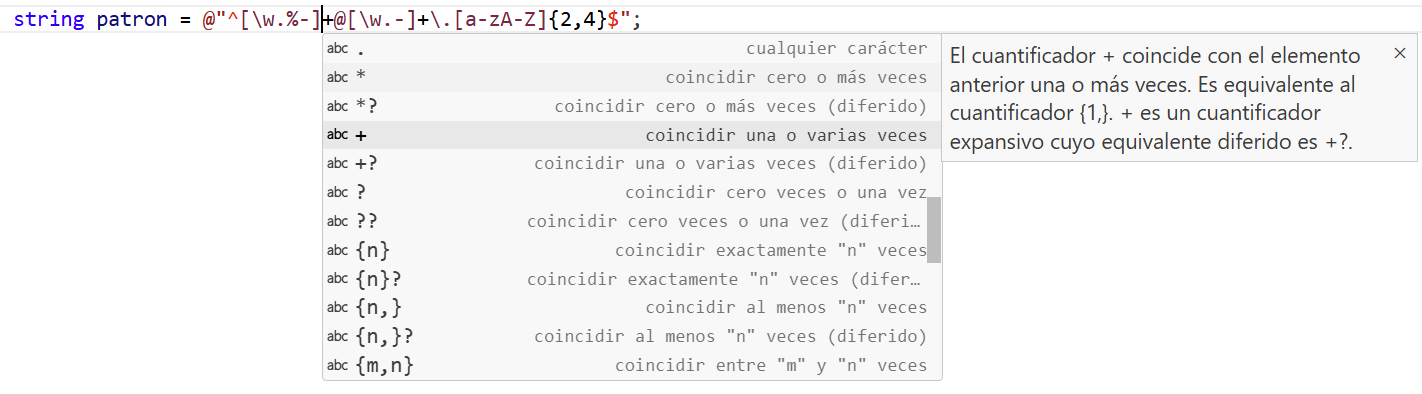 string patron = @"^[\w.%-]+@[\w.-]+\.[a-zA-Z]{2,4}$";
abc . cualquier carácter
abc * coincidir cero o más veces
abc *? coincidir cero o más veces (diferido)
abc + coincidir una o varias veces
abc +? coincidir una o varias veces (diferido)
abc ? coincidir cero veces o una vez
abc ?? coincidir cero veces o una vez (diferi…
abc {n} coincidir exactamente "n" veces
abc {n}? coincidir exactamente "n" veces (difer…
abc {n,} coincidir al menos "n" veces
abc {n,}? coincidir al menos "n" veces (diferido)
abc {m,n} coincidir entre "m" y "n" veces
El cuantificador + coincide con el elemento
anterior una o más veces. Es equivalente al
cuantificador {1,}. + es un cuantificador
expansivo cuyo equivalente diferido es +?.